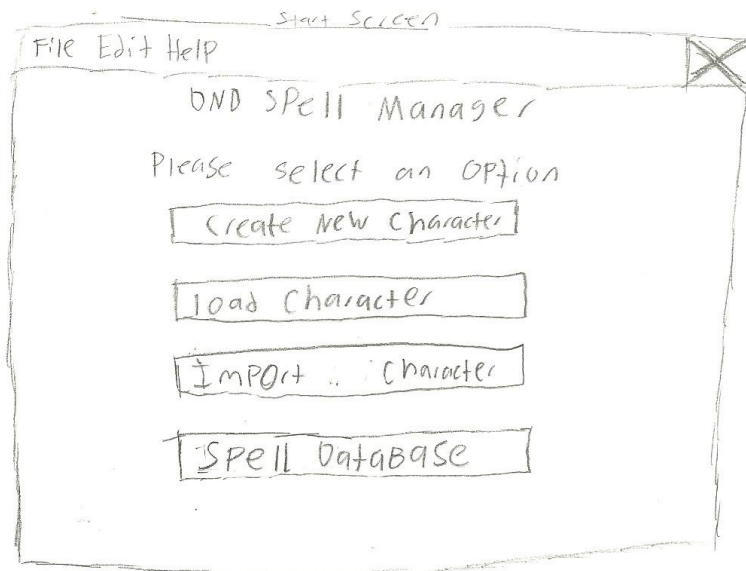 Start Screen
File Edit Help
DND Spell Manager
Please select an option
Create New Character
load Character
Import .. Character
Spell DataBase